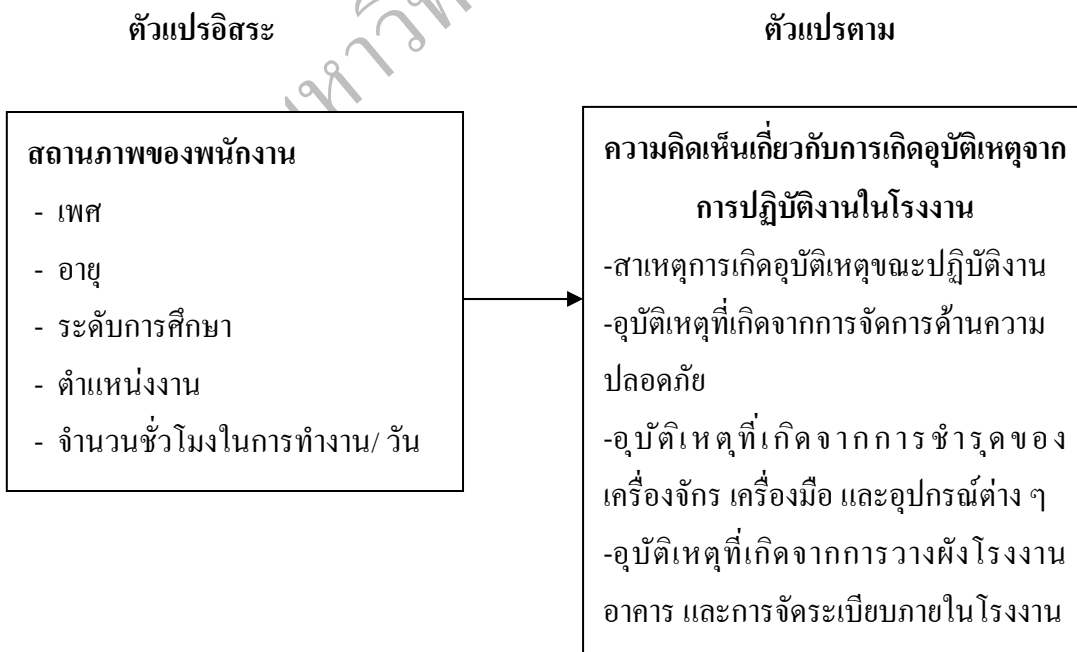 ตัวแปรอิสระ
ตัวแปรตาม
สถานภาพของพนักงาน
- เพศ
- อายุ
- ระดับการศึกษา
- ตำแหน่งงาน
- จำนวนชั่วโมงในการทำงาน/ วัน
ความคิดเห็นเกี่ยวกับการเกิดอุบัติเหตุจาก
การปฏิบัติงานในโรงงาน
-สาเหตุการเกิดอุบัติเหตุขณะปฏิบัติงาน
-อุบัติเหตุที่เกิดจากการจัดการด้านความ
ปลอดภัย
-อุบัติเหตุที่เกิดจากการชำรุดของ
เครื่องจักร เครื่องมือ และอุปกรณ์ต่าง ๆ
-อุบัติเหตุที่เกิดจากการวางผังโรงงาน
อาคาร และการจัดระเบียบภายในโรงงาน